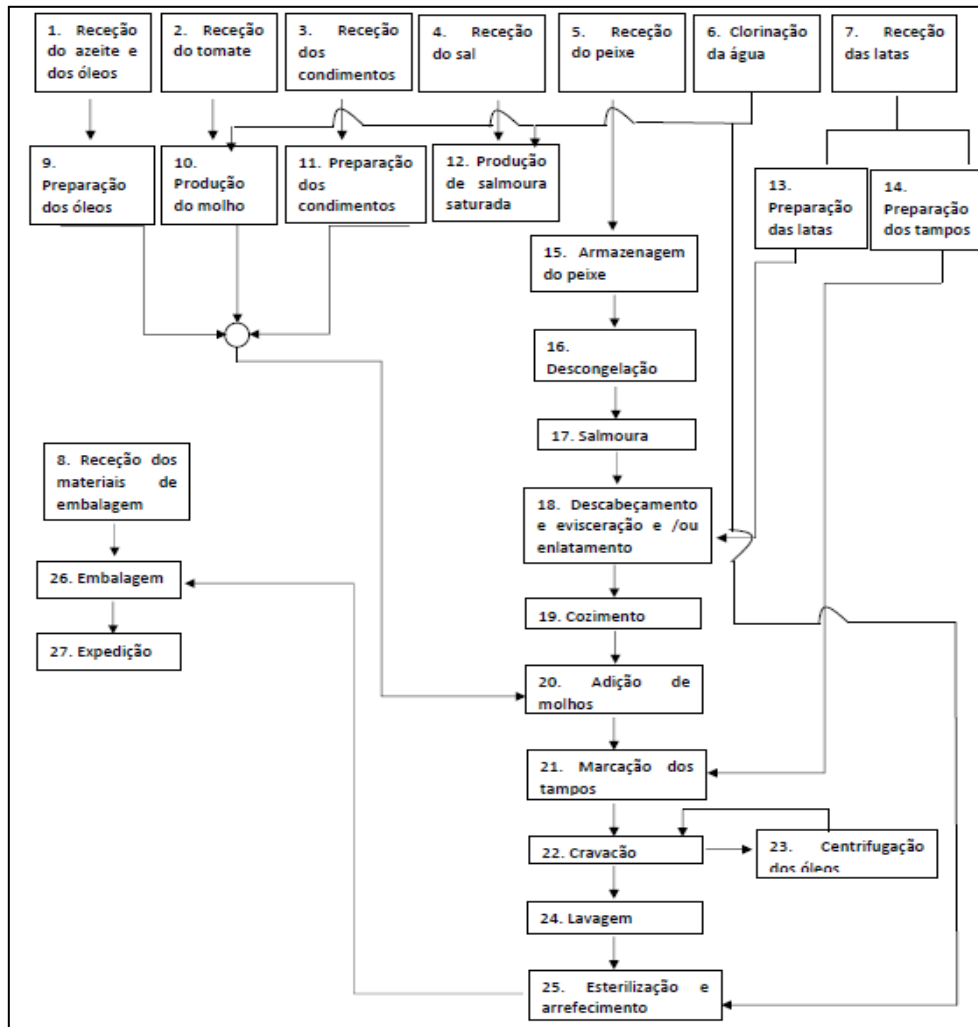 1. Receção
do azeite e
dos óleos
2. Receção
do tomate
3. Receção
dos
condimentos
4. Receção
do sal
5. Receção
do peixe
6. Clorinação
da água
7. Receção
das latas
9.
Preparação
dos óleos
10.
Produção
do molho
11. Preparação
dos
condimentos
12. Produção
de salmoura
saturada
13.
Preparação
das latas
14.
Preparação
dos tampos
15. Armazenagem
do peixe
16.
Descongelação
17. Salmoura
8. Receção dos
materiais de
embalagem
18. Descabeçamento
e evisceração e /ou
enlatamento
26. Embalagem
19. Cozimento
27. Expedição
20. Adição de
molhos
21. Marcação dos
tampos
22. Cravacão
23. Centrifugação
dos óleos
24. Lavagem
25. Esterilização e
arrefecimento